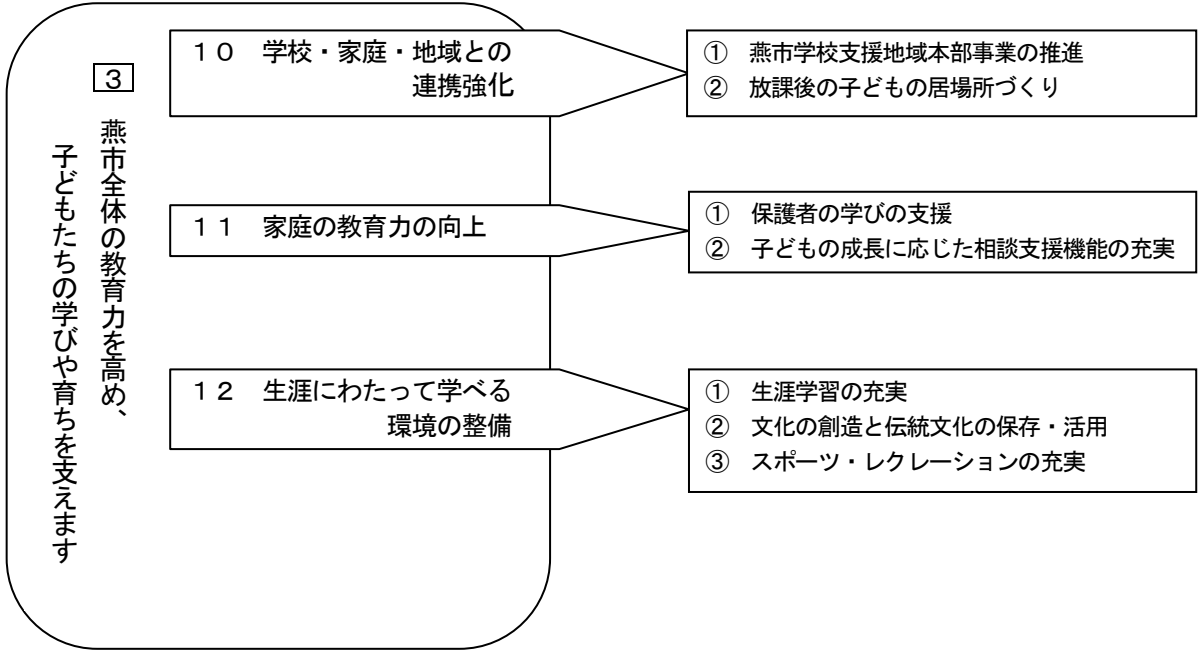 3
燕市全体の教育力を高め、
子どもたちの学びや育ちを支えます
１０　学校・家庭・地域との
連携強化
①　燕市学校支援地域本部事業の推進
②　放課後の子どもの居場所づくり
１１　家庭の教育力の向上
①　保護者の学びの支援
②　子どもの成長に応じた相談支援機能の充実
１２　生涯にわたって学べる
環境の整備
①　生涯学習の充実
②　文化の創造と伝統文化の保存・活用
③　スポーツ・レクレーションの充実